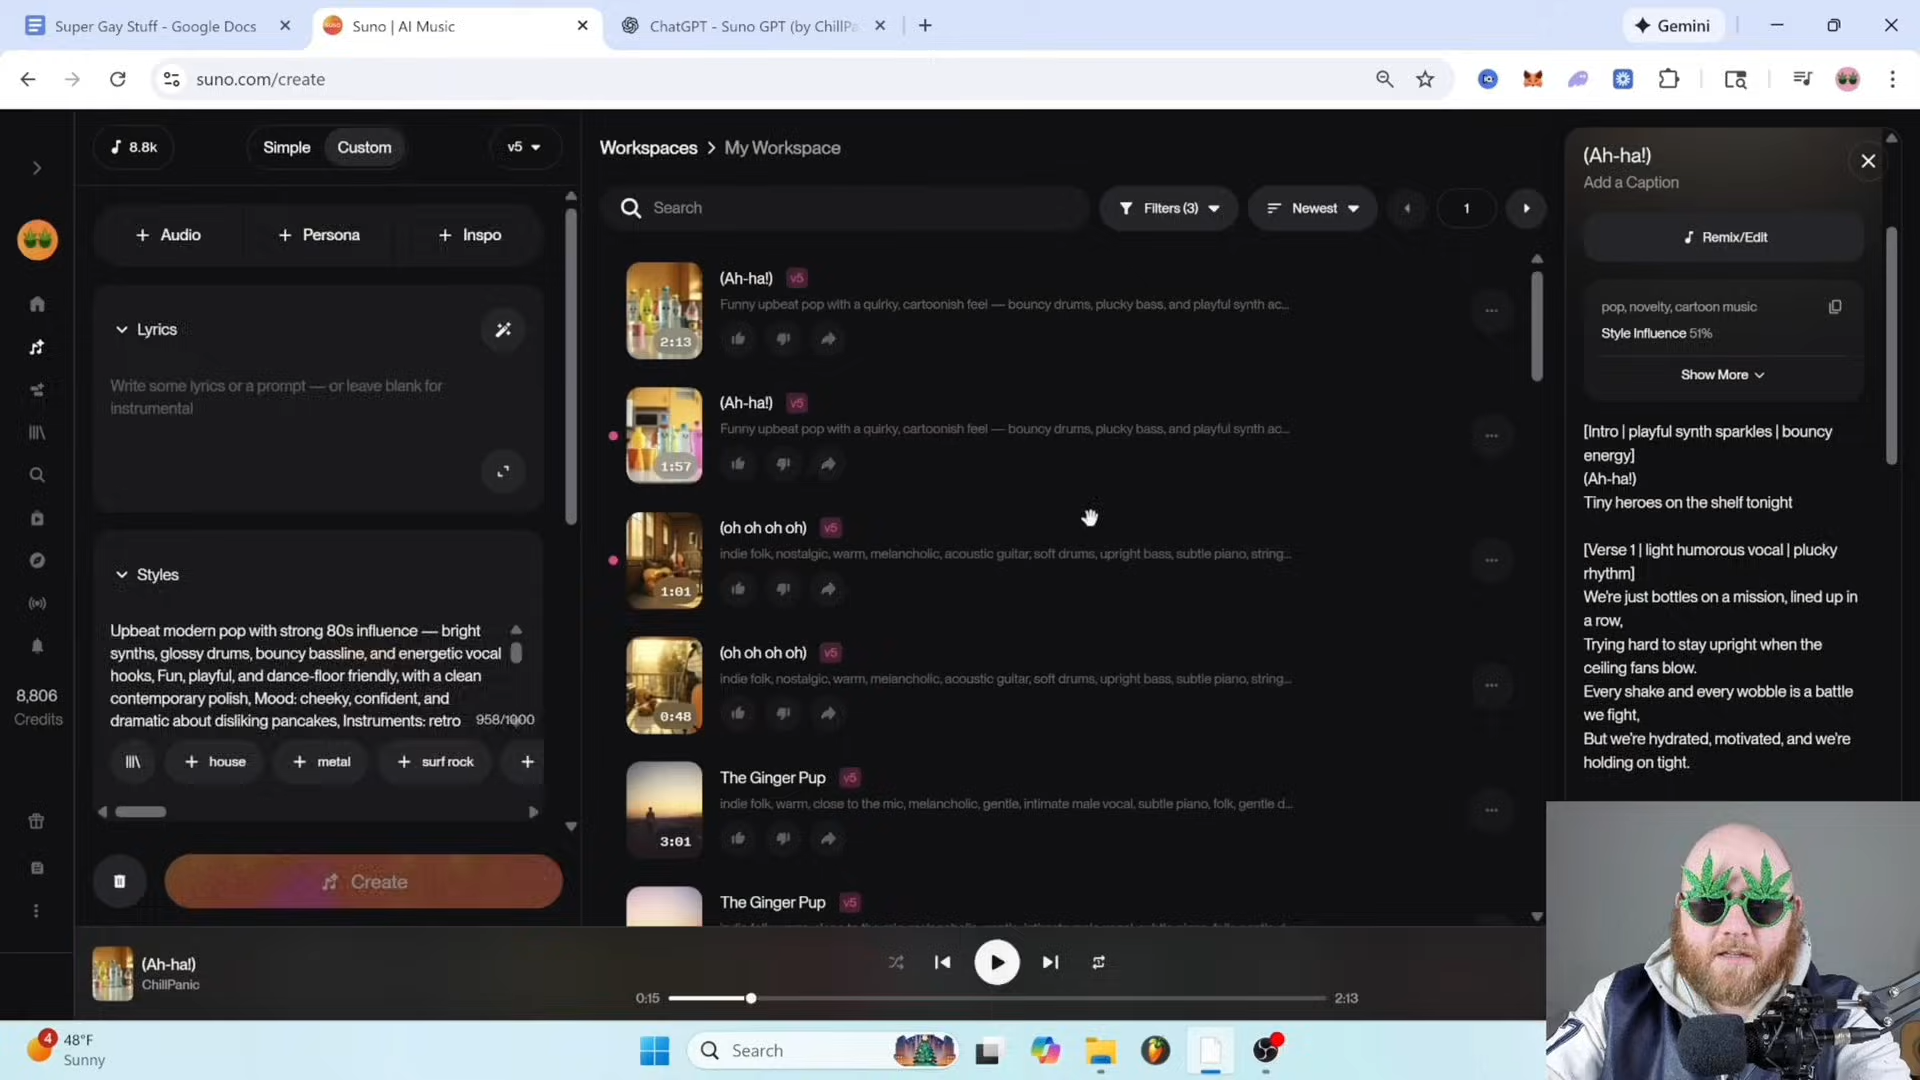 Super Gay Stuff - Google Docs
Suno | AI Music
ChatGPT - Suno GPT (by ChillPa
Gemini
suno.com/create
8.8k
Simple
Custom
v5
Workspaces > My Workspace
(Ah-ha!)
Add a Caption
Search
Filters (3)
Newest
1
+ Audio
+ Persona
+ Inspo
Remix/Edit
Lyrics
Write some lyrics or a prompt — or leave blank for
instrumental
(Ah-ha!) v5
Funny upbeat pop with a quirky, cartoonish feel — bouncy drums, plucky bass, and playful synth ac...
2:13
(Ah-ha!) v5
Funny upbeat pop with a quirky, cartoonish feel — bouncy drums, plucky bass, and playful synth ac...
1:57
(oh oh oh oh) v5
indie folk, nostalgic, warm, melancholic, acoustic guitar, soft drums, upright bass, subtle piano, string...
1:01
(oh oh oh oh) v5
indie folk, nostalgic, warm, melancholic, acoustic guitar, soft drums, upright bass, subtle piano, string...
0:48
The Ginger Pup v5
indie folk, warm, close to the mic, melancholic, gentle, intimate male vocal, subtle piano, folk, gentle d...
3:01
The Ginger Pup v5
pop, novelty, cartoon music
Style Influence 51%
Show More
[Intro | playful synth sparkles | bouncy
energy]
(Ah-ha!)
Tiny heroes on the shelf tonight
[Verse 1 | light humorous vocal | plucky
rhythm]
We're just bottles on a mission, lined up in
a row,
Trying hard to stay upright when the
ceiling fans blow.
Every shake and every wobble is a battle
we fight,
But we're hydrated, motivated, and we're
holding on tight.
Styles
Upbeat modern pop with strong 80s influence — bright
synths, glossy drums, bouncy bassline, and energetic vocal
hooks, Fun, playful, and dance-floor friendly, with a clean
contemporary polish, Mood: cheeky, confident, and
dramatic about disliking pancakes, Instruments: retro
958/1000
+ house
+ metal
+ surf rock
+
8,806
Credits
Create
(Ah-ha!)
ChillPanic
0:15
2:13
4
48°F
Sunny
Search